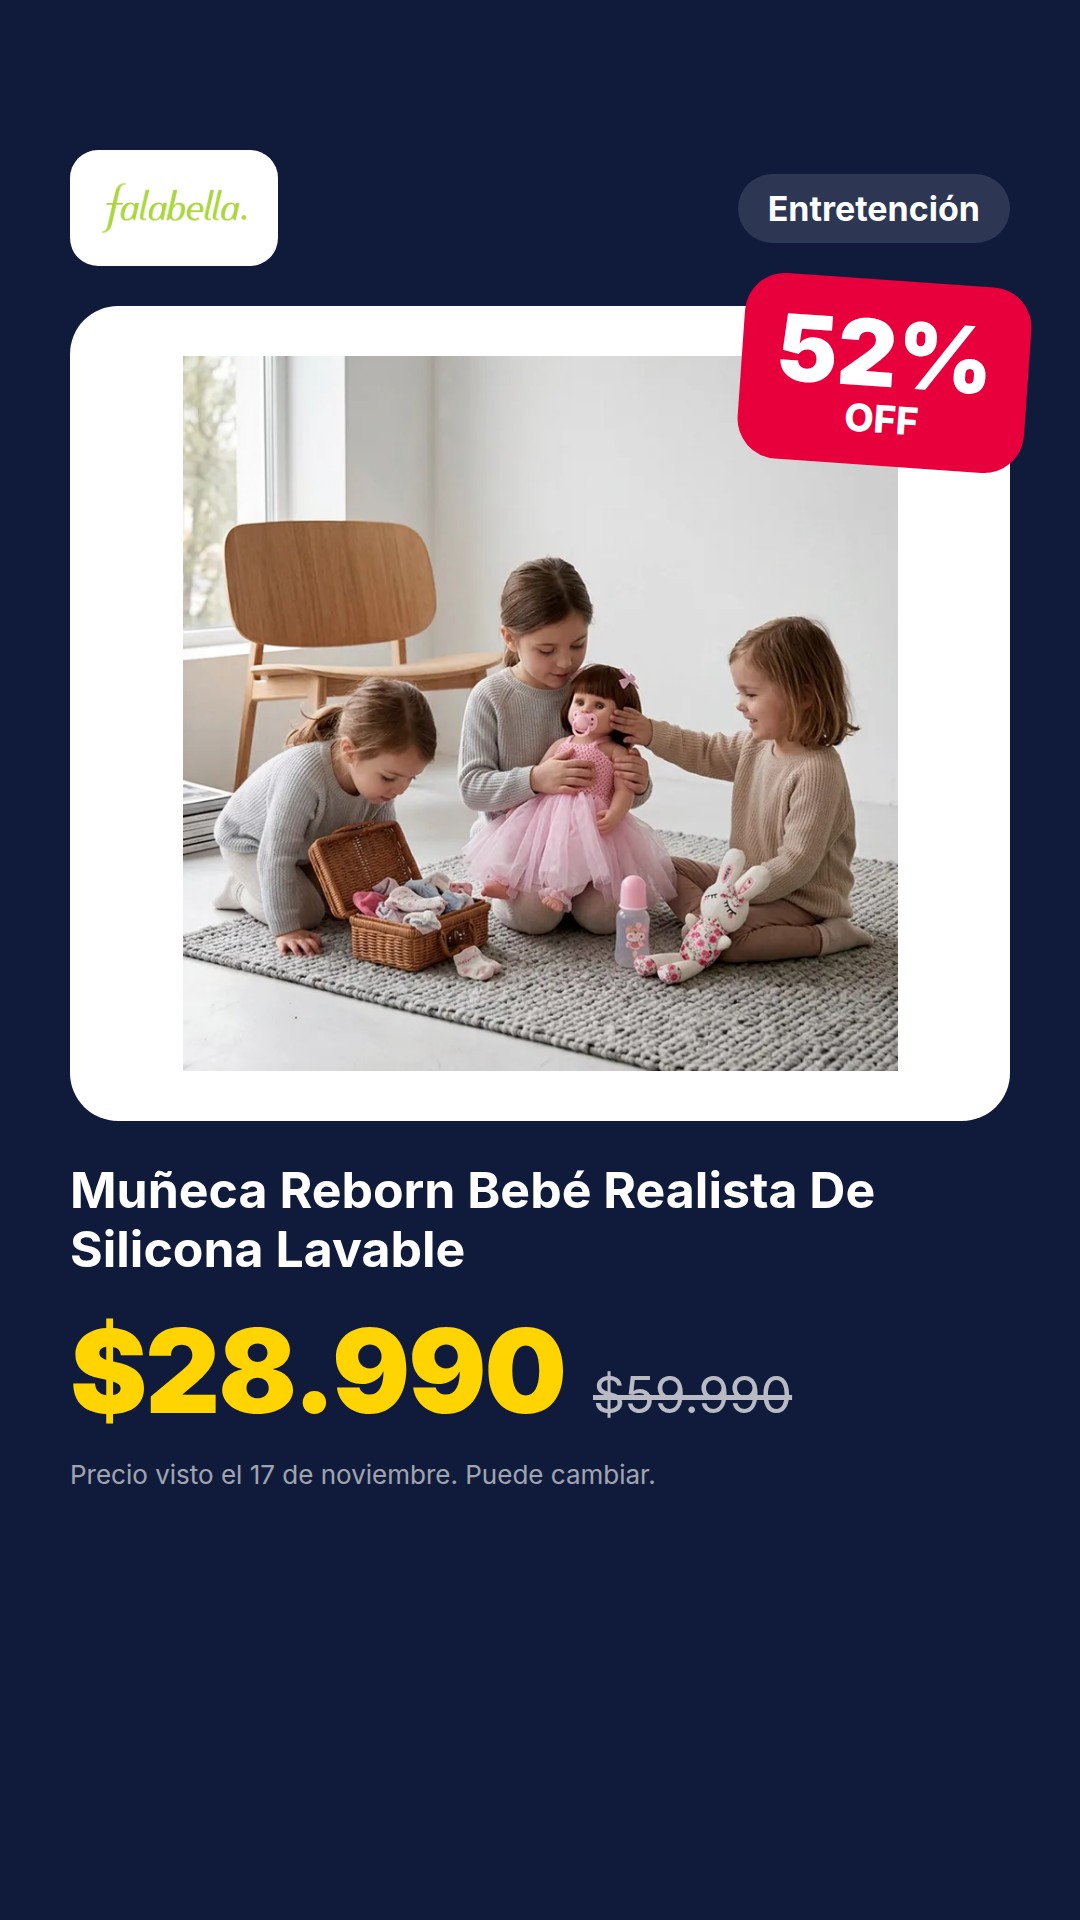 falabella.
Entretención
52%
OFF
Muñeca Reborn Bebé Realista De
Silicona Lavable
$28.990 $59.990
Precio visto el 17 de noviembre. Puede cambiar.